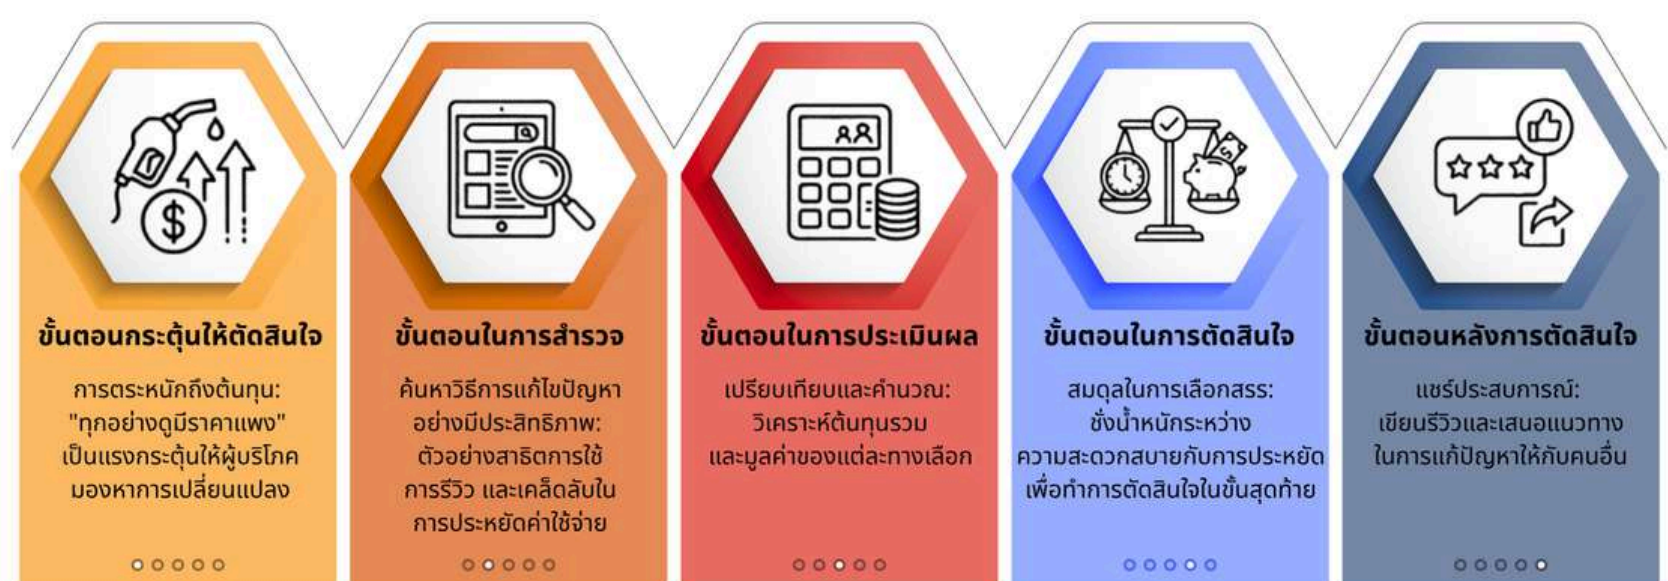 ขั้นตอนกระตุ้นให้ตัดสินใจ
การตระหนักถึงต้นทุน:
"ทุกอย่างดูมีราคาแพง"
เป็นแรงกระตุ้นให้ผู้บริโภค
มองหาการเปลี่ยนแปลง
ขั้นตอนในการสำรวจ
ค้นหาวิธีการแก้ไขปัญหา
อย่างมีประสิทธิภาพ:
ตัวอย่างสาธิตการใช้
การรีวิว และเคล็ดลับใน
การประหยัดค่าใช้จ่าย
ขั้นตอนในการประเมินผล
เปรียบเทียบและคำนวณ:
วิเคราะห์ต้นทุนรวม
และมูลค่าของแต่ละทางเลือก
ขั้นตอนในการตัดสินใจ
สมดุลในการเลือกสรร:
ชั่งน้ำหนักระหว่าง
ความสะดวกสบายกับการประหยัด
เพื่อทำการตัดสินใจในขั้นสุดท้าย
ขั้นตอนหลังการตัดสินใจ
แชร์ประสบการณ์:
เขียนรีวิวและเสนอแนวทาง
ในการแก้ปัญหาให้กับคนอื่น